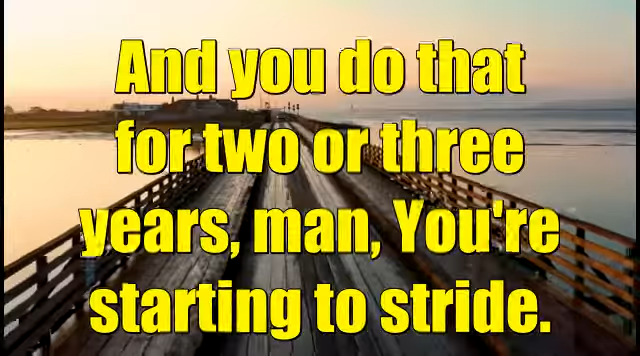 And you do that
for two or three
years, man, You're
starting to stride.